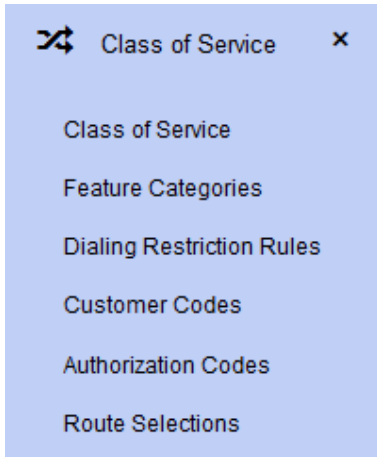 Class of Service
Class of Service
Feature Categories
Dialing Restriction Rules
Customer Codes
Authorization Codes
Route Selections